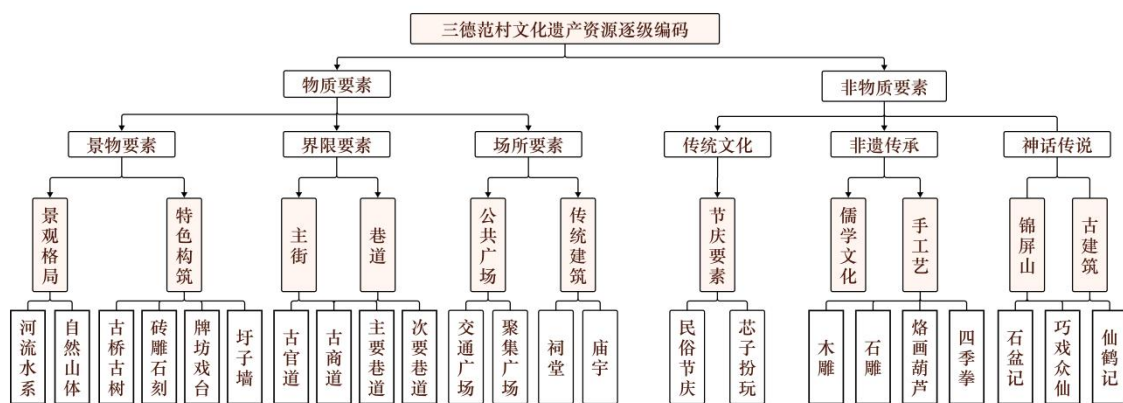 三德范村文化遗产资源逐级编码
物质要素
非物质要素
景物要素
界限要素
场所要素
传统文化
非遗传承
神话传说
景观格局
特色构筑
主街
巷道
公共广场
传统建筑
节庆要素
儒学文化
手工艺
锦屏山
古建筑
河流水系
自然山体
古桥古树
砖雕石刻
牌坊戏台
圩子墙
古官道
古商道
主要巷道
次要巷道
交通广场
聚集广场
祠堂
庙宇
民俗节庆
芯子扮玩
木雕
石雕
烙画葫芦
四季拳
石盆记
巧戏众仙
仙鹤记